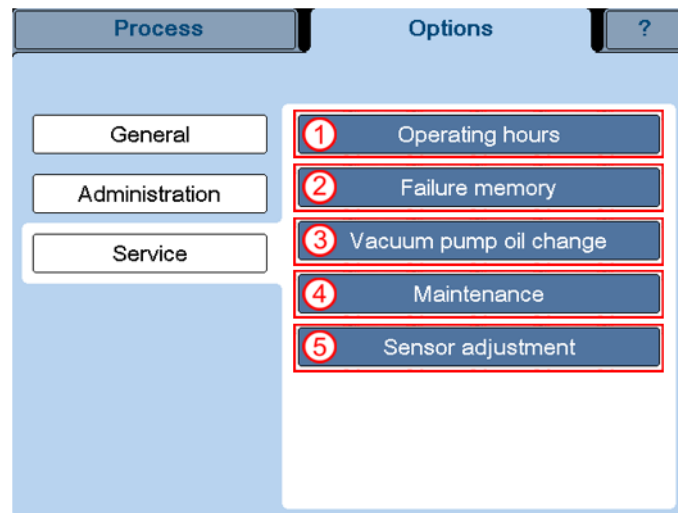 Process
Options
?
General
Administration
Service
1 Operating hours
2 Failure memory
3 Vacuum pump oil change
4 Maintenance
5 Sensor adjustment